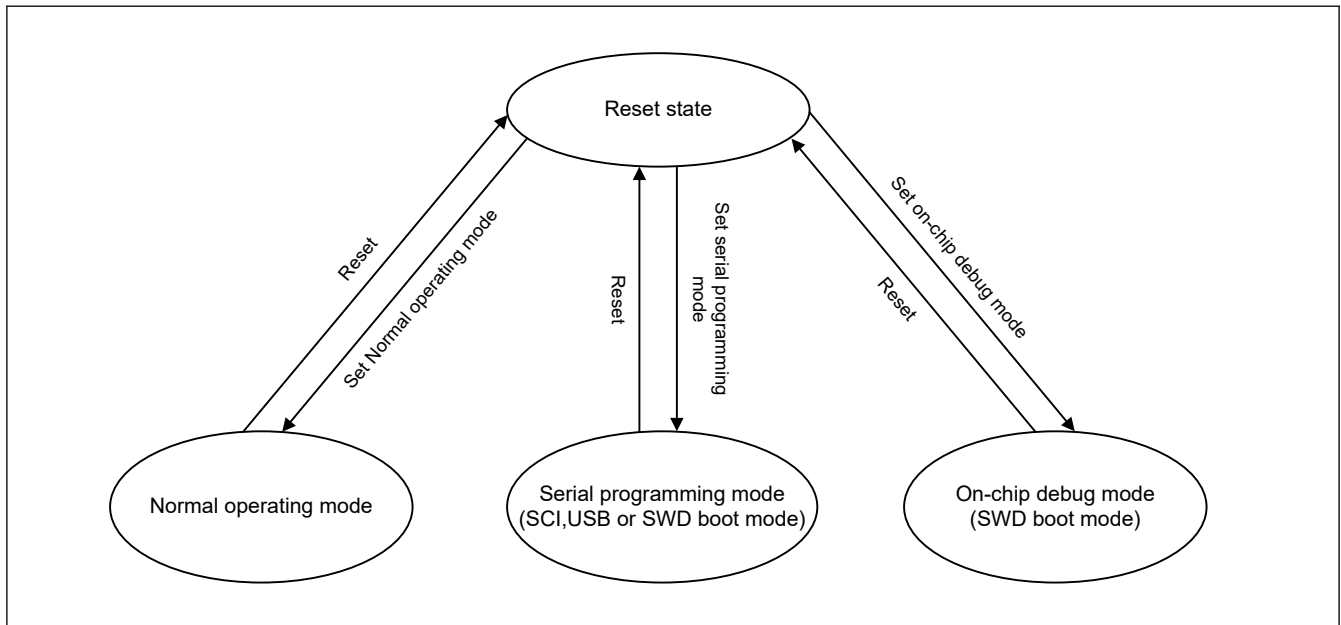 Reset state
Reset
Set Normal operating mode
Reset
Set serial programming
mode
Reset
Set on-chip debug mode
Normal operating mode
Serial programming mode
(SCI,USB or SWD boot mode)
On-chip debug mode
(SWD boot mode)